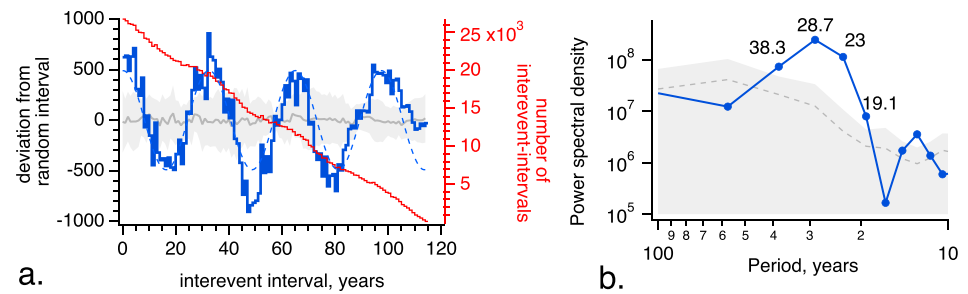 deviation from
random interval
1000
500
0
-500
-1000
0 20 40 60 80 100 120
interevent interval, years
25 x10³
20
15
10
5
number of
interevent-intervals
a.
Power spectral density
10⁸
10⁷
10⁶
10⁵
38.3
28.7
23
19.1
9 8 7 6 5 4 3 2
100 10
Period, years
b.